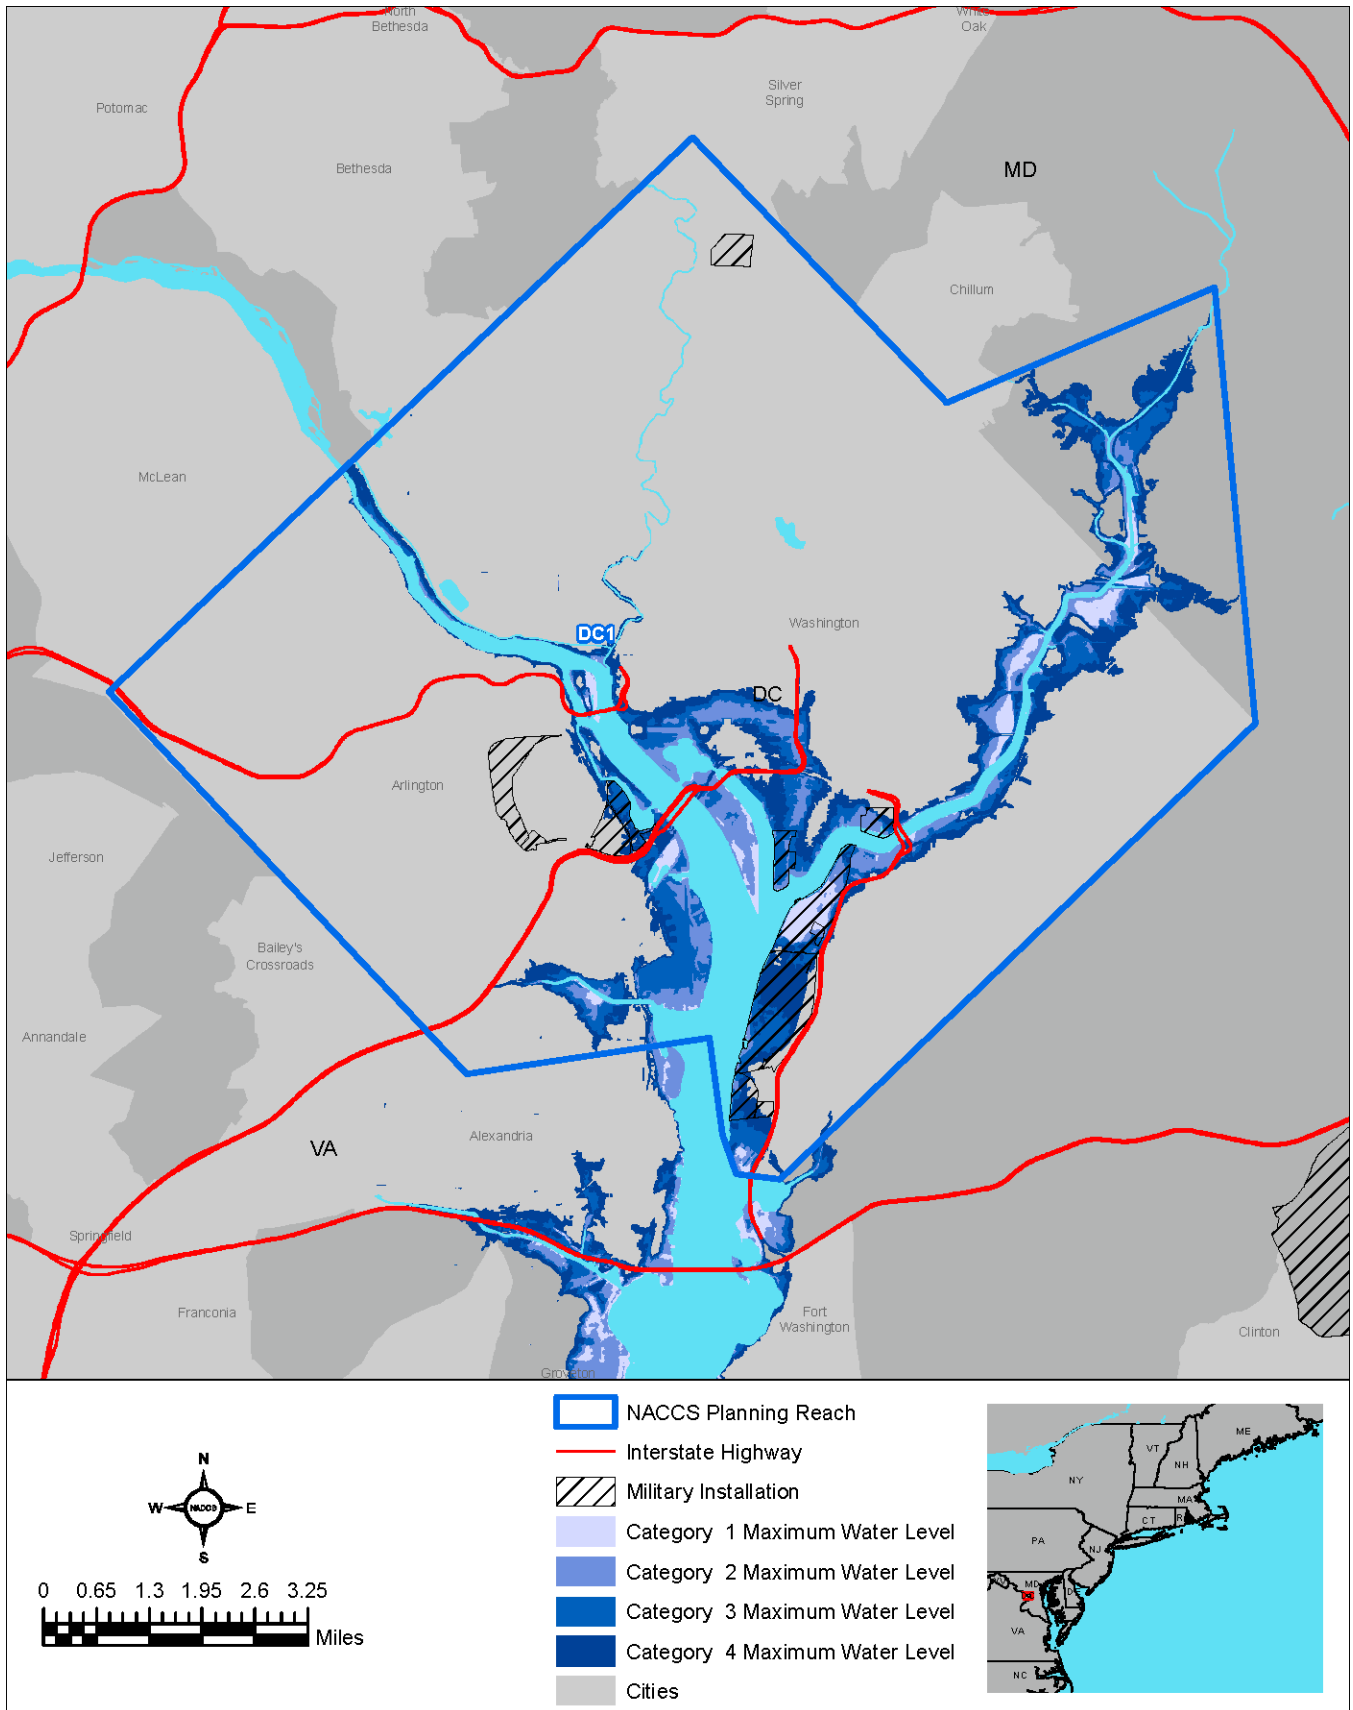 North
Bethesda
White
Oak
Potomac
Silver
Spring
Bethesda
MD
Chillum
McLean
DC1
Washington
DC
Arlington
Jefferson
Bailey's
Crossroads
Annandale
Alexandria
VA
Springfield
Franconia
Fort
Washington
Clinton
Groveton
NACCS Planning Reach
Interstate Highway
Military Installation
Category 1 Maximum Water Level
Category 2 Maximum Water Level
Category 3 Maximum Water Level
Category 4 Maximum Water Level
Cities
N
W NACCS E
S
0 0.65 1.3 1.95 2.6 3.25
Miles
ME
VT
NH
NY
MA
CT R
PA
NJ
MD
DE
VA
NC